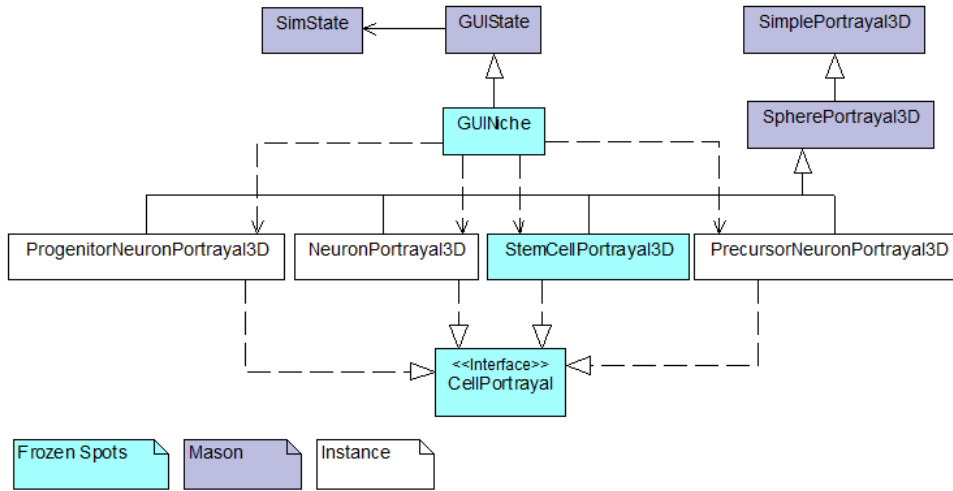 SimState
GUIState
SimplePortrayal3D
GUINiche
SpherePortrayal3D
ProgenitorNeuronPortrayal3D
NeuronPortrayal3D
StemCellPortrayal3D
PrecursorNeuronPortrayal3D
<<Interface>>
CellPortrayal
Frozen Spots
Mason
Instance